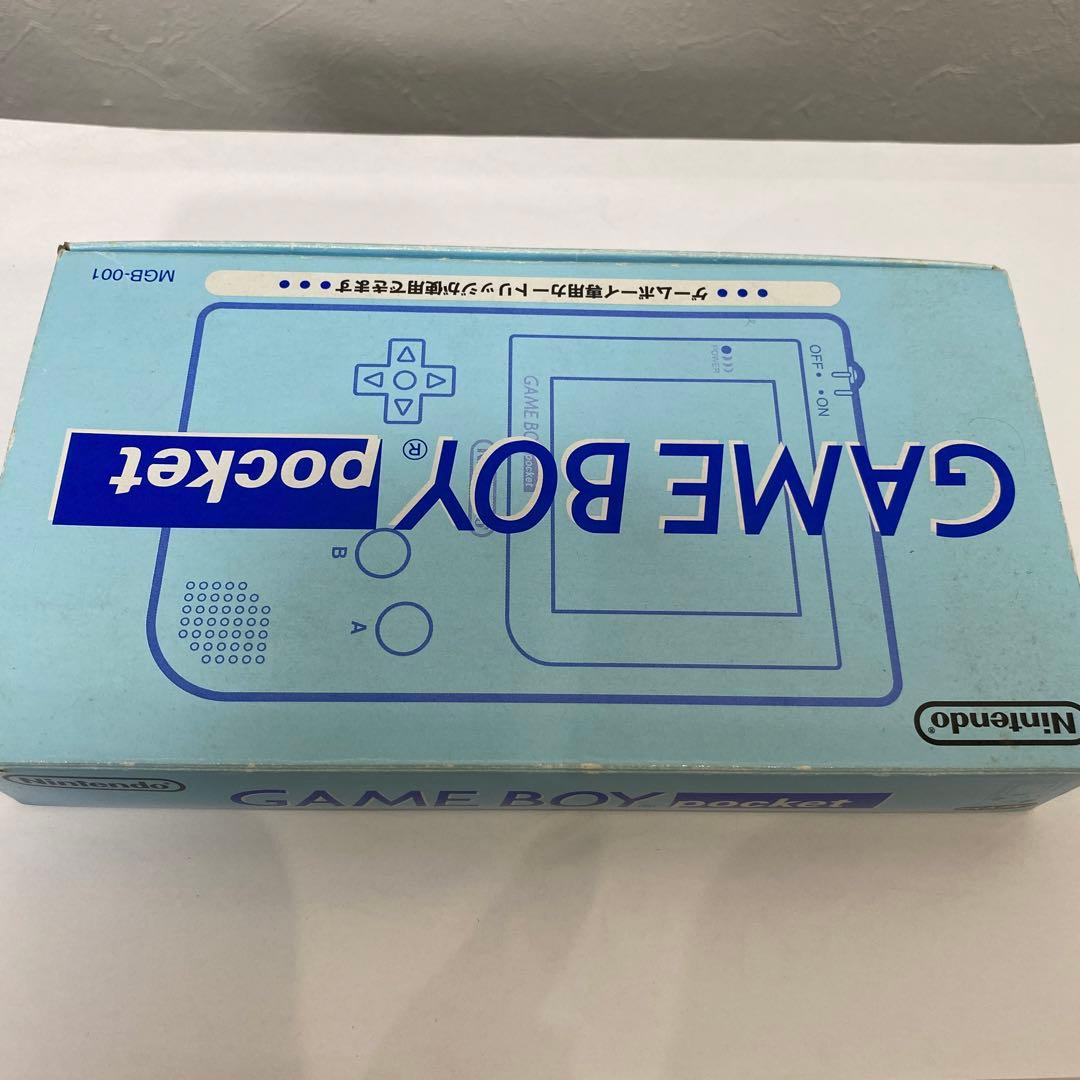 Nintendo®
GAME BOY® pocket
A
B
OFF • • ON
POWER
GAME BOY pocket
•••ゲームボーイ専用カートリッジが使用できます•••
MGB-001
Nintendo®
GAME BOY pocket